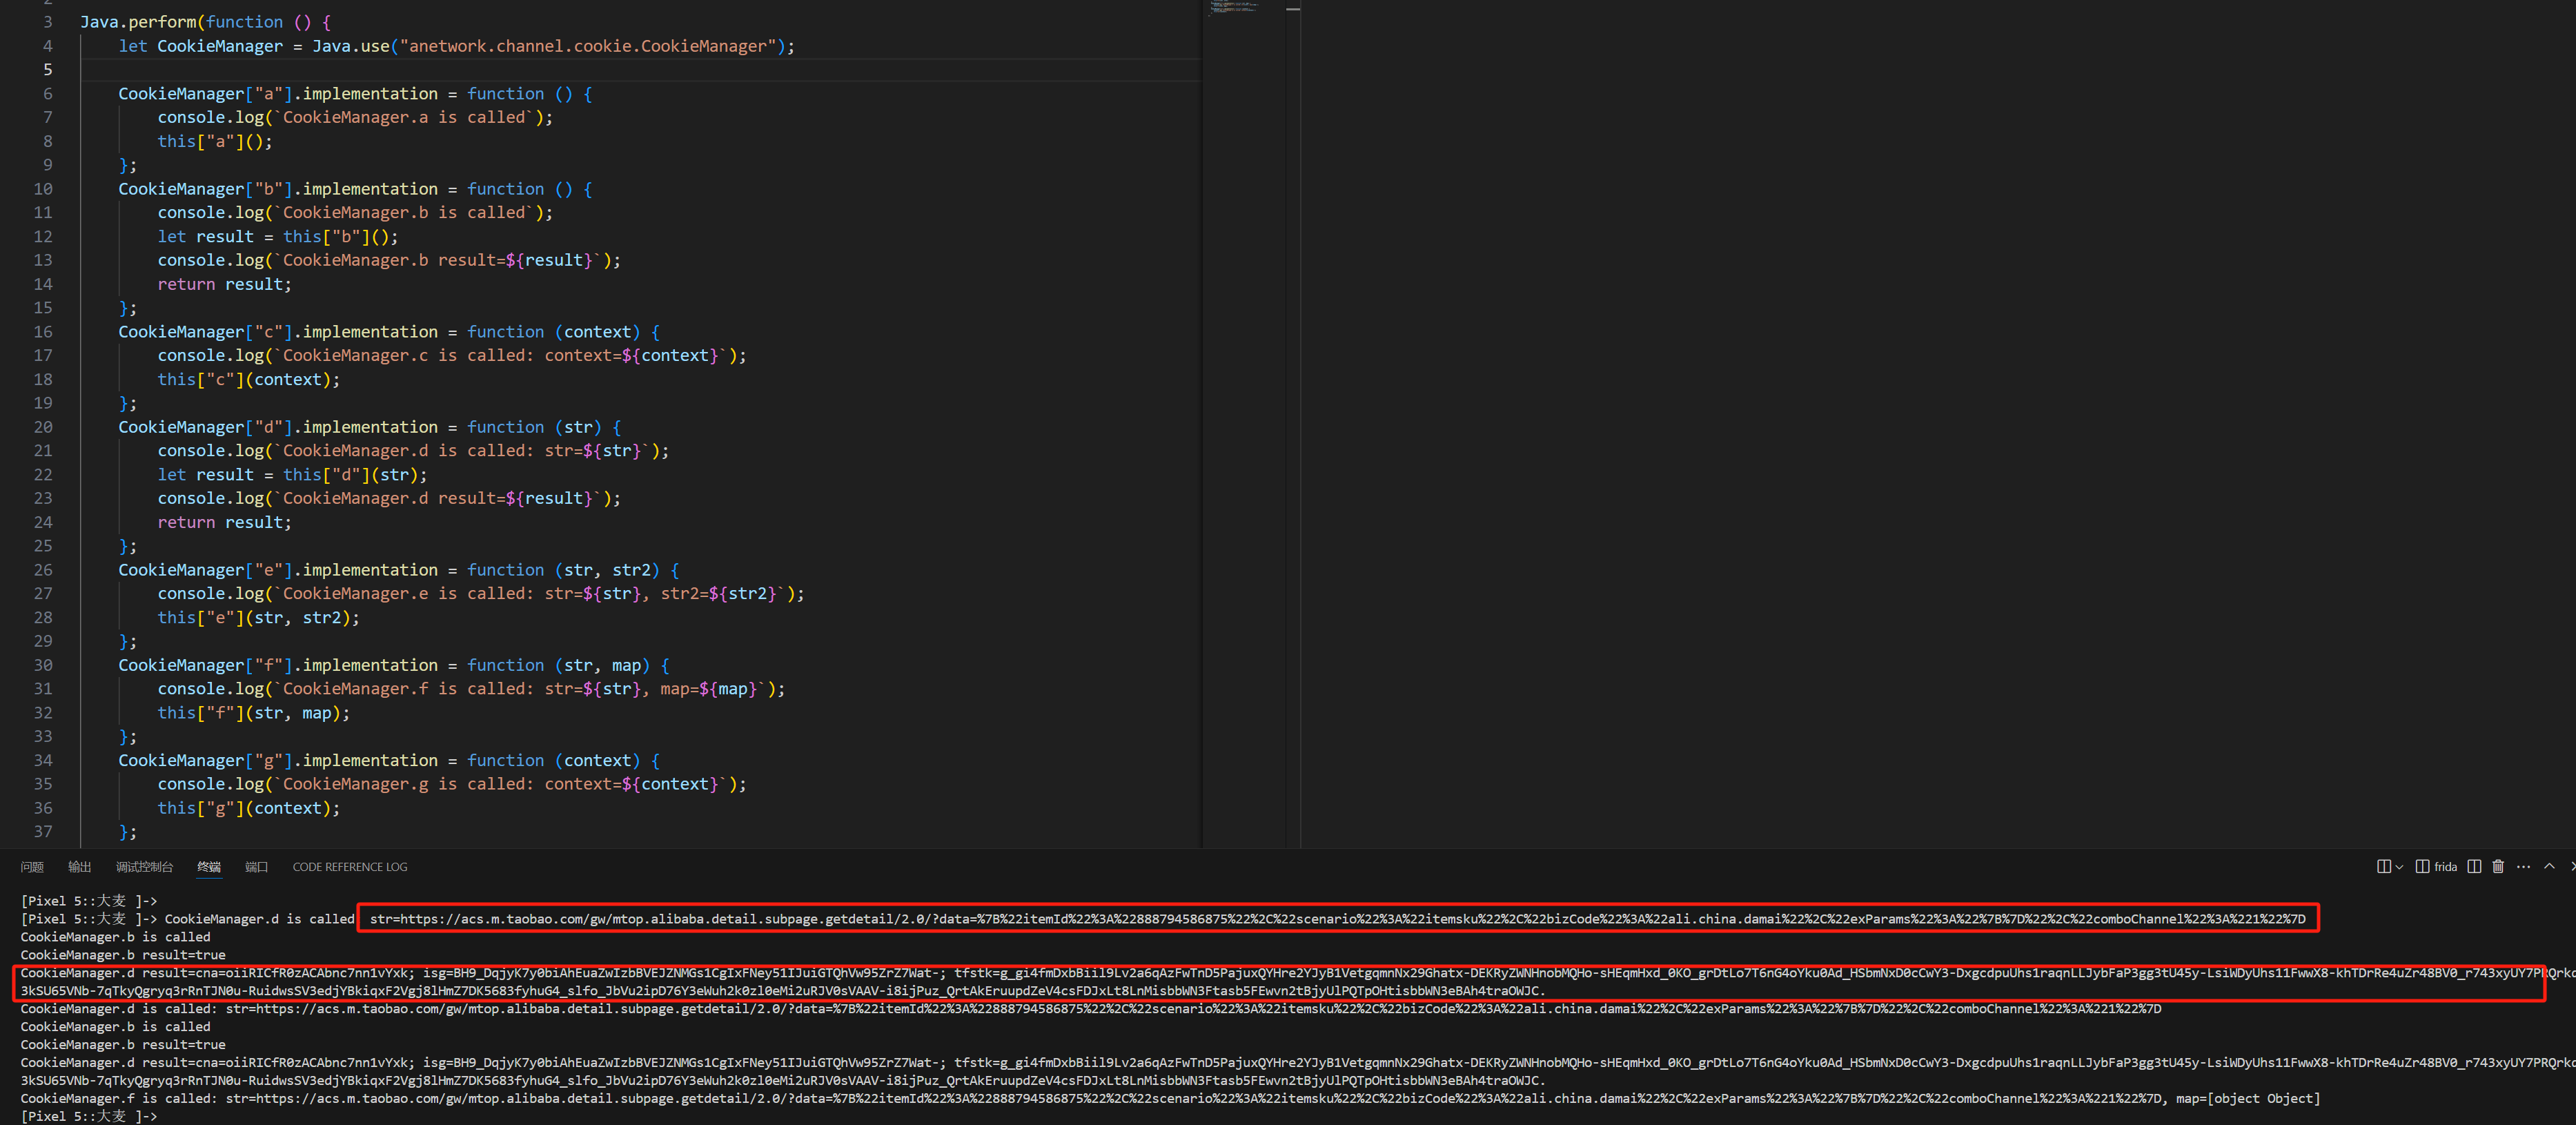 2
3 Java.perform(function () {
4 let CookieManager = Java.use("anetwork.channel.cookie.CookieManager");
5
6 CookieManager["a"].implementation = function () {
7 console.log(`CookieManager.a is called`);
8 this["a"]();
9 };
10 CookieManager["b"].implementation = function () {
11 console.log(`CookieManager.b is called`);
12 let result = this["b"]();
13 console.log(`CookieManager.b result=${result}`);
14 return result;
15 };
16 CookieManager["c"].implementation = function (context) {
17 console.log(`CookieManager.c is called: context=${context}`);
18 this["c"](context);
19 };
20 CookieManager["d"].implementation = function (str) {
21 console.log(`CookieManager.d is called: str=${str}`);
22 let result = this["d"](str);
23 console.log(`CookieManager.d result=${result}`);
24 return result;
25 };
26 CookieManager["e"].implementation = function (str, str2) {
27 console.log(`CookieManager.e is called: str=${str}, str2=${str2}`);
28 this["e"](str, str2);
29 };
30 CookieManager["f"].implementation = function (str, map) {
31 console.log(`CookieManager.f is called: str=${str}, map=${map}`);
32 this["f"](str, map);
33 };
34 CookieManager["g"].implementation = function (context) {
35 console.log(`CookieManager.g is called: context=${context}`);
36 this["g"](context);
37 };
问题 输出 调试控制台 终端 端口 CODE REFERENCE LOG frida
[Pixel 5::大麦 ]->
[Pixel 5::大麦 ]-> CookieManager.d is called str=https://acs.m.taobao.com/gw/mtop.alibaba.detail.subpage.getdetail/2.0/?data=%7B%22itemId%22%3A%22888794586875%22%2C%22scenario%22%3A%22itemsku%22%2C%22bizCode%22%3A%22ali.china.damai%22%2C%22exParams%22%3A%22%7B%7D%22%2C%22comboChannel%22%3A%221%22%7D
CookieManager.b is called
CookieManager.b result=true
CookieManager.d result=cna=oiiRICfR0zACAbnc7nn1vYxk; isg=BH9_DqjyK7y0biAhEuaZwIzbBVEJZNMGs1CgIxFNey51IJuiGTQhVw95ZrZ7Wat-; tfstk=g_gi4fmDxbBiil9Lv2a6qAzFwTnD5PajuxQYHre2YJyB1VetgqmnNx29Ghatx-DEKRyZWNHnobMQHo-sHEqmHxd_0KO_grDtLo7T6nG4oYku0Ad_HSbmNxD0cCwY3-DxgcdpuUhs1raqnLLJybFaP3gg3tU45y-LsiWDyUhs11FwwX8-khTDrRe4uZr48BV0_r743xyUY7PRQrkd
3kSU65VNb-7qTkyQgryq3rRnTJN0u-RuidwsSV3edjYBkiqxF2Vgj8lHmZ7DK5683fyhuG4_slfo_JbVu2ipD76Y3eWuh2k0zl0eMi2uRJV0sVAAV-i8ijPuz_QrtAkEruupdZeV4csFDJxLt8LnMisbbWN3Ftasb5FEwvn2tBjyUlPQTpOHtisbbWN3eBAh4traOWJC.
CookieManager.d is called: str=https://acs.m.taobao.com/gw/mtop.alibaba.detail.subpage.getdetail/2.0/?data=%7B%22itemId%22%3A%22888794586875%22%2C%22scenario%22%3A%22itemsku%22%2C%22bizCode%22%3A%22ali.china.damai%22%2C%22exParams%22%3A%22%7B%7D%22%2C%22comboChannel%22%3A%221%22%7D
CookieManager.b is called
CookieManager.b result=true
CookieManager.d result=cna=oiiRICfR0zACAbnc7nn1vYxk; isg=BH9_DqjyK7y0biAhEuaZwIzbBVEJZNMGs1CgIxFNey51IJuiGTQhVw95ZrZ7Wat-; tfstk=g_gi4fmDxbBiil9Lv2a6qAzFwTnD5PajuxQYHre2YJyB1VetgqmnNx29Ghatx-DEKRyZWNHnobMQHo-sHEqmHxd_0KO_grDtLo7T6nG4oYku0Ad_HSbmNxD0cCwY3-DxgcdpuUhs1raqnLLJybFaP3gg3tU45y-LsiWDyUhs11FwwX8-khTDrRe4uZr48BV0_r743xyUY7PRQrkd
3kSU65VNb-7qTkyQgryq3rRnTJN0u-RuidwsSV3edjYBkiqxF2Vgj8lHmZ7DK5683fyhuG4_slfo_JbVu2ipD76Y3eWuh2k0zl0eMi2uRJV0sVAAV-i8ijPuz_QrtAkEruupdZeV4csFDJxLt8LnMisbbWN3Ftasb5FEwvn2tBjyUlPQTpOHtisbbWN3eBAh4traOWJC.
CookieManager.f is called: str=https://acs.m.taobao.com/gw/mtop.alibaba.detail.subpage.getdetail/2.0/?data=%7B%22itemId%22%3A%22888794586875%22%2C%22scenario%22%3A%22itemsku%22%2C%22bizCode%22%3A%22ali.china.damai%22%2C%22exParams%22%3A%22%7B%7D%22%2C%22comboChannel%22%3A%221%22%7D, map=[object Object]
[Pixel 5::大麦 ]->